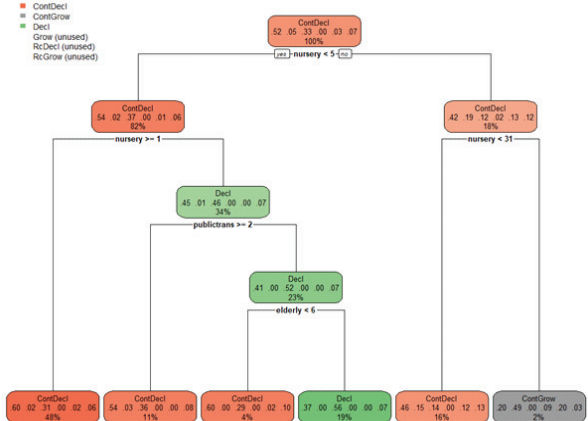 ContDecl
ContGrow
Decl
Grow (unused)
RcDecl (unused)
RcGrow (unused)
ContDecl
.52 .05 .33 .00 .03 .07
100%
yes nursery < 5 no
ContDecl
.54 .02 .37 .00 .01 .06
82%
nursery >= 1
ContDecl
.42 .19 .12 .02 .13 .12
18%
nursery < 31
Decl
.45 .01 .46 .00 .00 .07
34%
publictrans >= 2
Decl
.41 .00 .52 .00 .00 .07
23%
elderly < 6
ContDecl
.60 .02 .31 .00 .02 .06
48%
ContDecl
.54 .03 .36 .00 .00 .08
11%
ContDecl
.60 .00 .29 .00 .02 .10
4%
Decl
.37 .00 .56 .00 .00 .07
19%
ContDecl
.46 .15 .14 .00 .12 .13
16%
ContGrow
.20 .49 .00 .09 .20 .03
2%